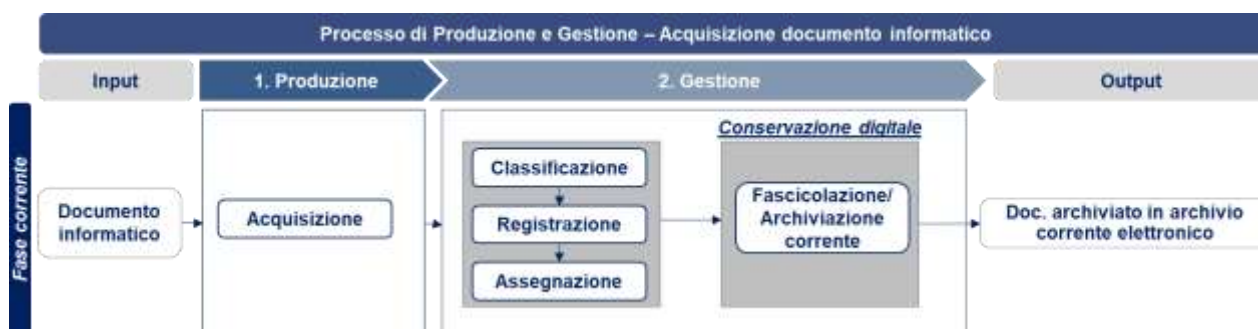 Processo di Produzione e Gestione – Acquisizione documento informatico
Input
1. Produzione
2. Gestione
Output
Fase corrente
Documento
informatico
Acquisizione
Classificazione
Registrazione
Assegnazione
Conservazione digitale
Fascicolazione/
Archiviazione
corrente
Doc. archiviato in archivio
corrente elettronico